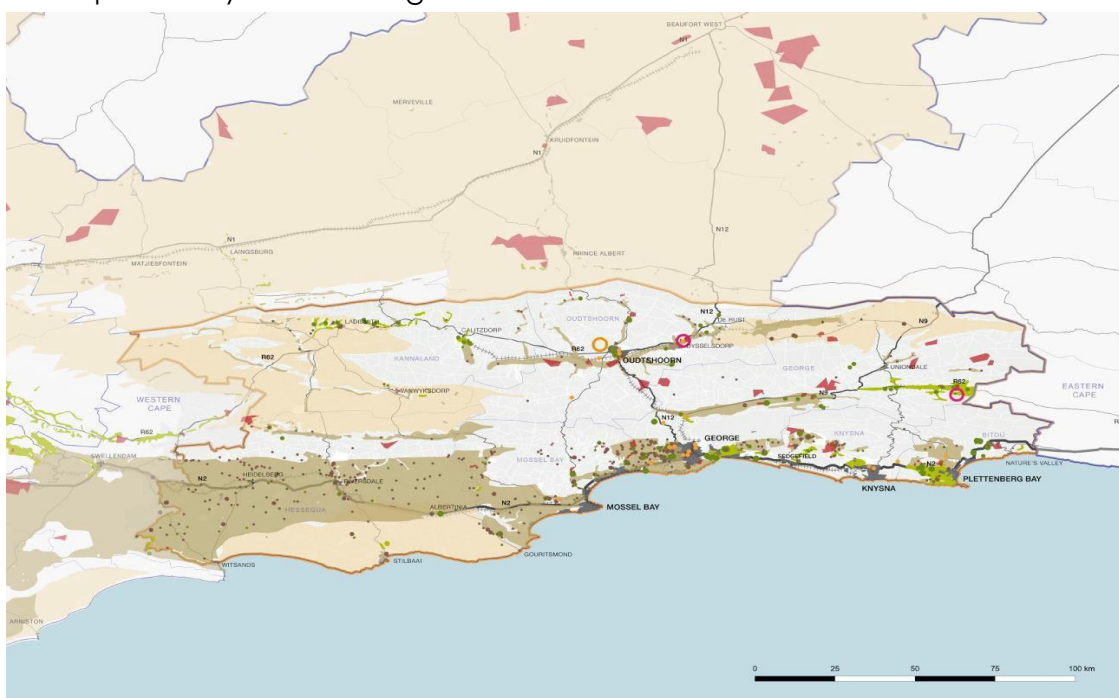 BEAUFORT WEST
N1
MERVEVILLE
KRUIDFONTEIN
N1
N12
N1
LAINGSBURG
PRINCE ALBERT
MATJIESFONTEIN
N12
OUDTSHOORN
DE RUST
N9
LADISMITH
CALITZDORP
DYSSELSDORP
R62
R62
OUDTSHOORN
KANNALAND
GEORGE
UNIONDALE
VANWYKSDORP
R62
WESTERN
CAPE
N9
EASTERN
CAPE
N12
R62
GEORGE
KNYSNA
BITOU
SWELLENDAM
MOSSEL BAY
SEDGEFIELD
N2
NATURE'S VALLEY
N2
HEIDELBERG
RIVERSDALE
KNYSNA
PLETTENBERG BAY
HESSEQUA
ALBERTINIA
N2
MOSSEL BAY
GOURITSMOND
WITSANDS
STILBAAI
ARNISTON
0 25 50 75 100 km